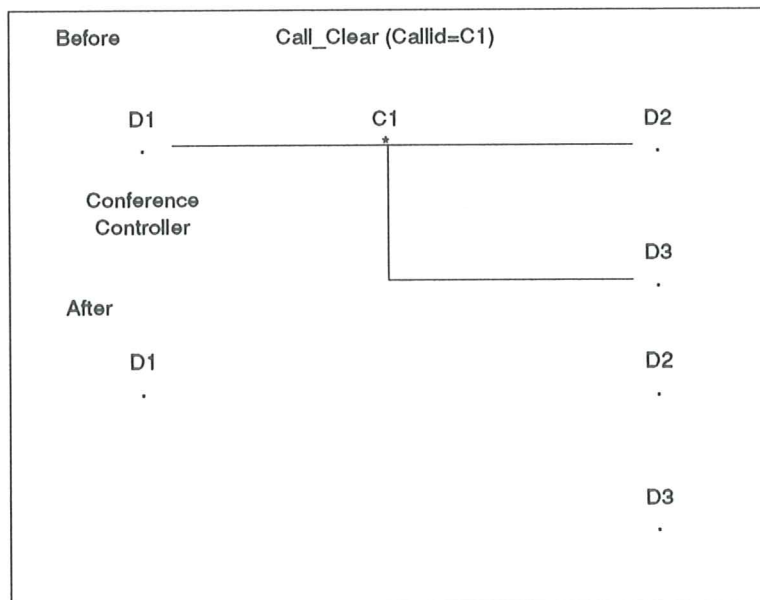 Before Call_Clear (Callid=C1)
D1 C1 D2
*
Conference
Controller
D3
After
D1 D2
D3